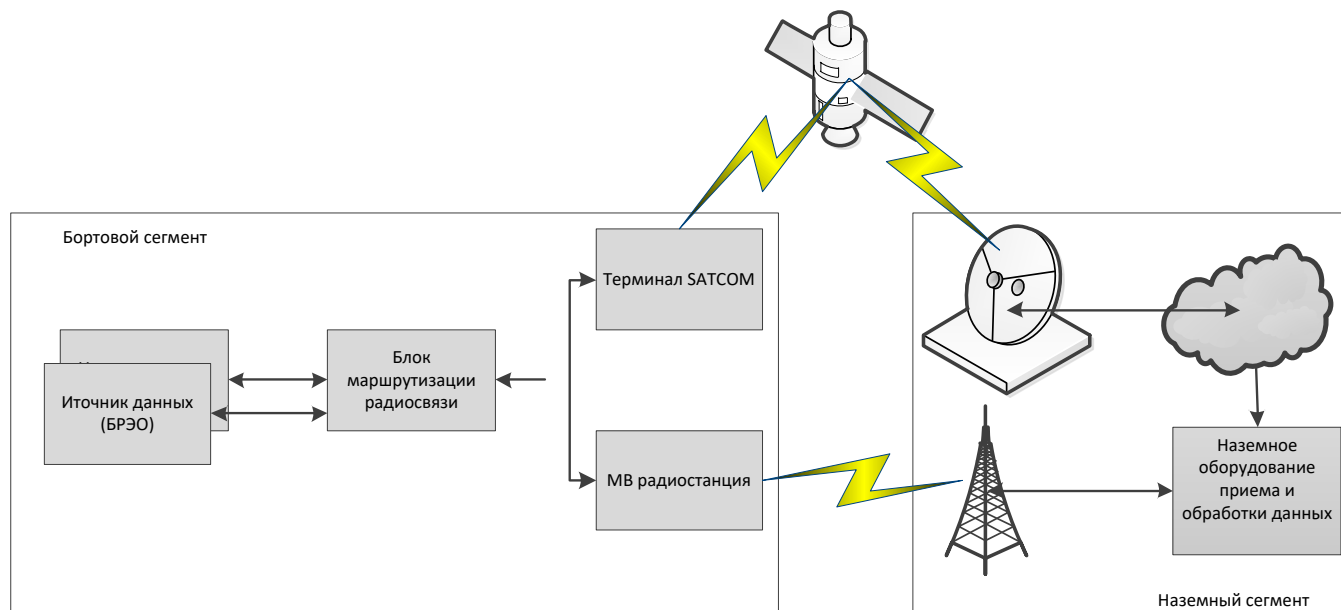 Бортовой сегмент
Терминал SATCOM
Блок
маршрутизации
радиосвязи
Иточник данных
(БРЭО)
МВ радиостанция
Наземное
оборудование
приема и
обработки данных
Наземный сегмент